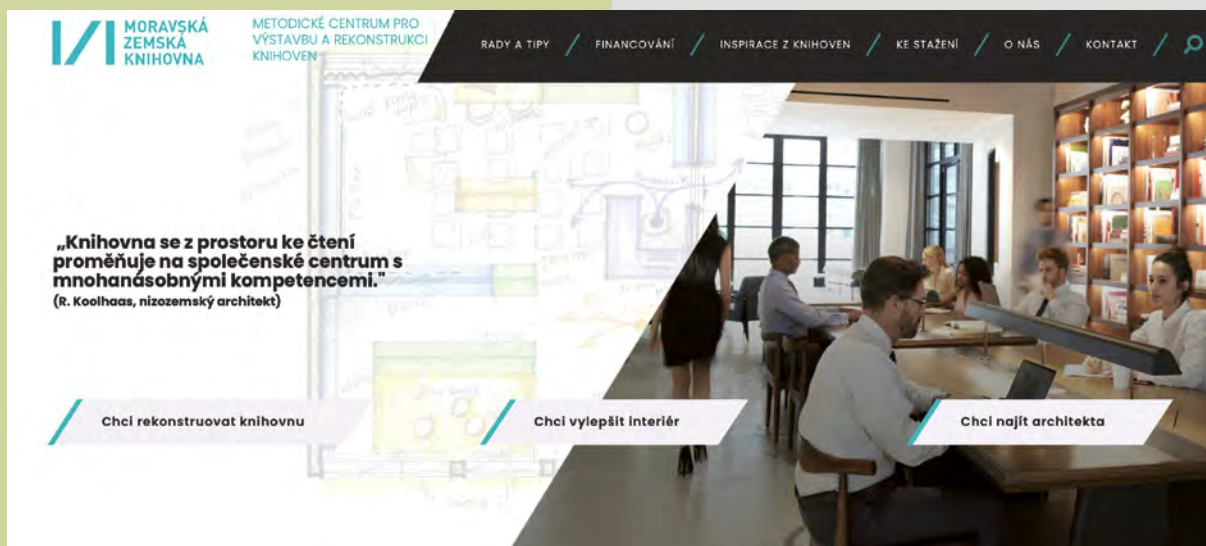 MORAVSKÁ
ZEMSKÁ
KNIHOVNA
METODICKÉ CENTRUM PRO
VÝSTAVBU A REKONSTRUKCI
KNIHOVEN
RADY A TIPY / FINANCOVÁNÍ / INSPIRACE Z KNIHOVEN / KE STAŽENÍ / O NÁS / KONTAKT /
„Knihovna se z prostoru ke čtení
proměňuje na společenské centrum s
mnohanásobnými kompetencemi."
(R. Koolhaas, nizozemský architekt)
Chci rekonstruovat knihovnu
Chci vylepšit interiér
Chci najít architekta